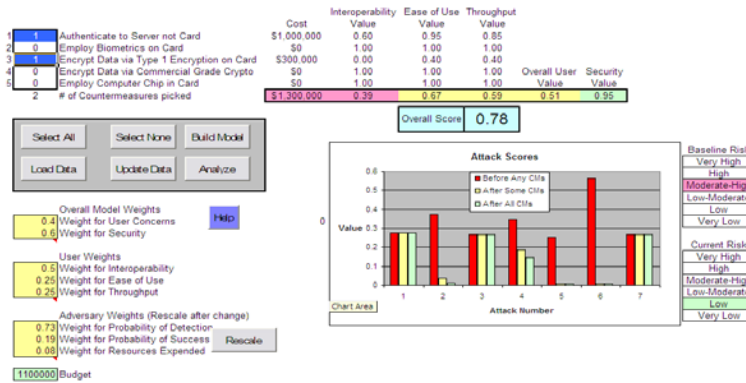 Interoperability Ease of Use Throughput
Cost Value Value Value
1 1 Authenticate to Server not Card $1,000,000 0.60 0.95 0.85
2 0 Employ Biometrics on Card $0 1.00 1.00 1.00
3 1 Encrypt Data via Type 1 Encryption on Card $300,000 0.00 0.40 0.40
4 0 Encrypt Data via Commercial Grade Crypto $0 1.00 1.00 1.00 Overall User Security
5 0 Employ Computer Chip in Card $0 1.00 1.00 1.00 Value Value
2 # of Countermeasures picked $1,300,000 0.39 0.67 0.59 0.51 0.95
Overall Score 0.78
Select All Select None Build Model
Load Data Update Data Analyze
Overall Model Weights
0.4 Weight for User Concerns
0.6 Weight for Security
Help
User Weights
0.5 Weight for Interoperability
0.25 Weight for Ease of Use
0.25 Weight for Throughput
Adversary Weights (Rescale after change)
0.73 Weight for Probability of Detection
0.19 Weight for Probability of Success
0.08 Weight for Resources Expended
Rescale
1100000 Budget
0
Attack Scores
Before Any CMs
After Some CMs
After All CMs
Value
0.6
0.5
0.4
0.3
0.2
0.1
0
1 2 3 4 5 6 7
Attack Number
Chart Area
Baseline Risk
Very High
High
Moderate-High
Low-Moderate
Low
Very Low
Current Risk
Very High
High
Moderate-High
Low-Moderate
Low
Very Low